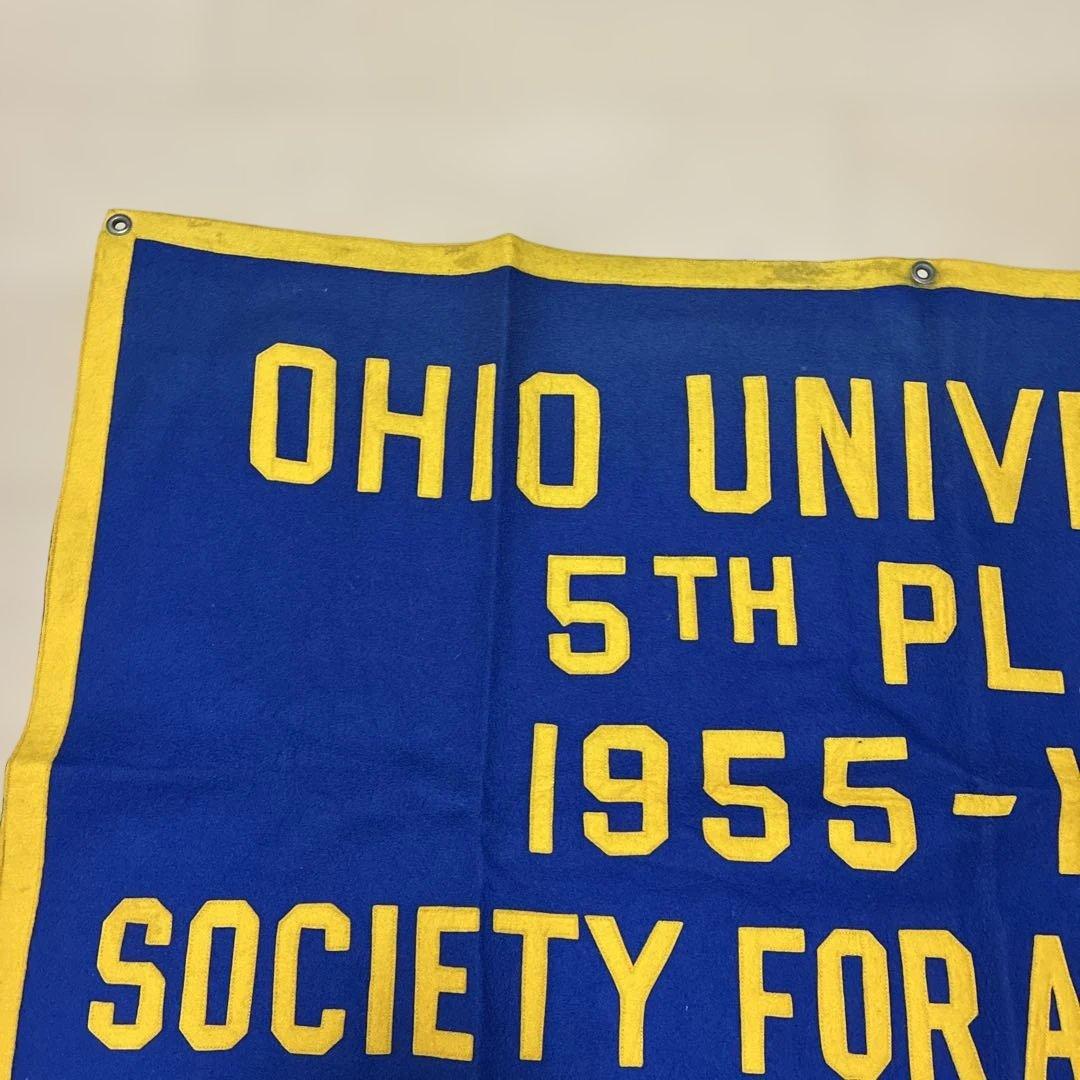 OHIO UNIV
5TH PL
1955-Y
SOCIETY FOR A